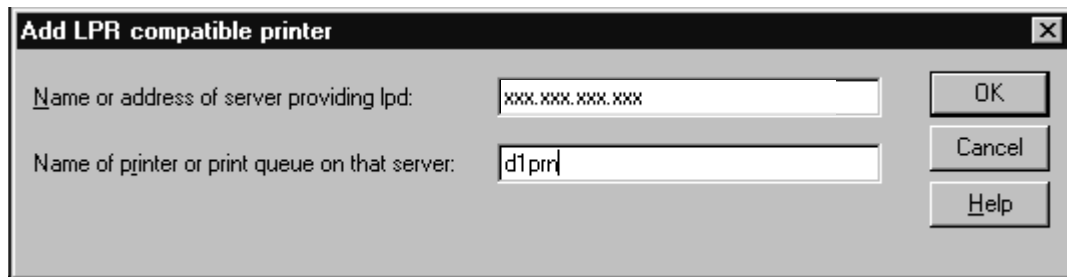 Add LPR compatible printer
Name or address of server providing lpd: xxx.xxx.xxx.xxx OK
Name of printer or print queue on that server: d1prn Cancel
Help